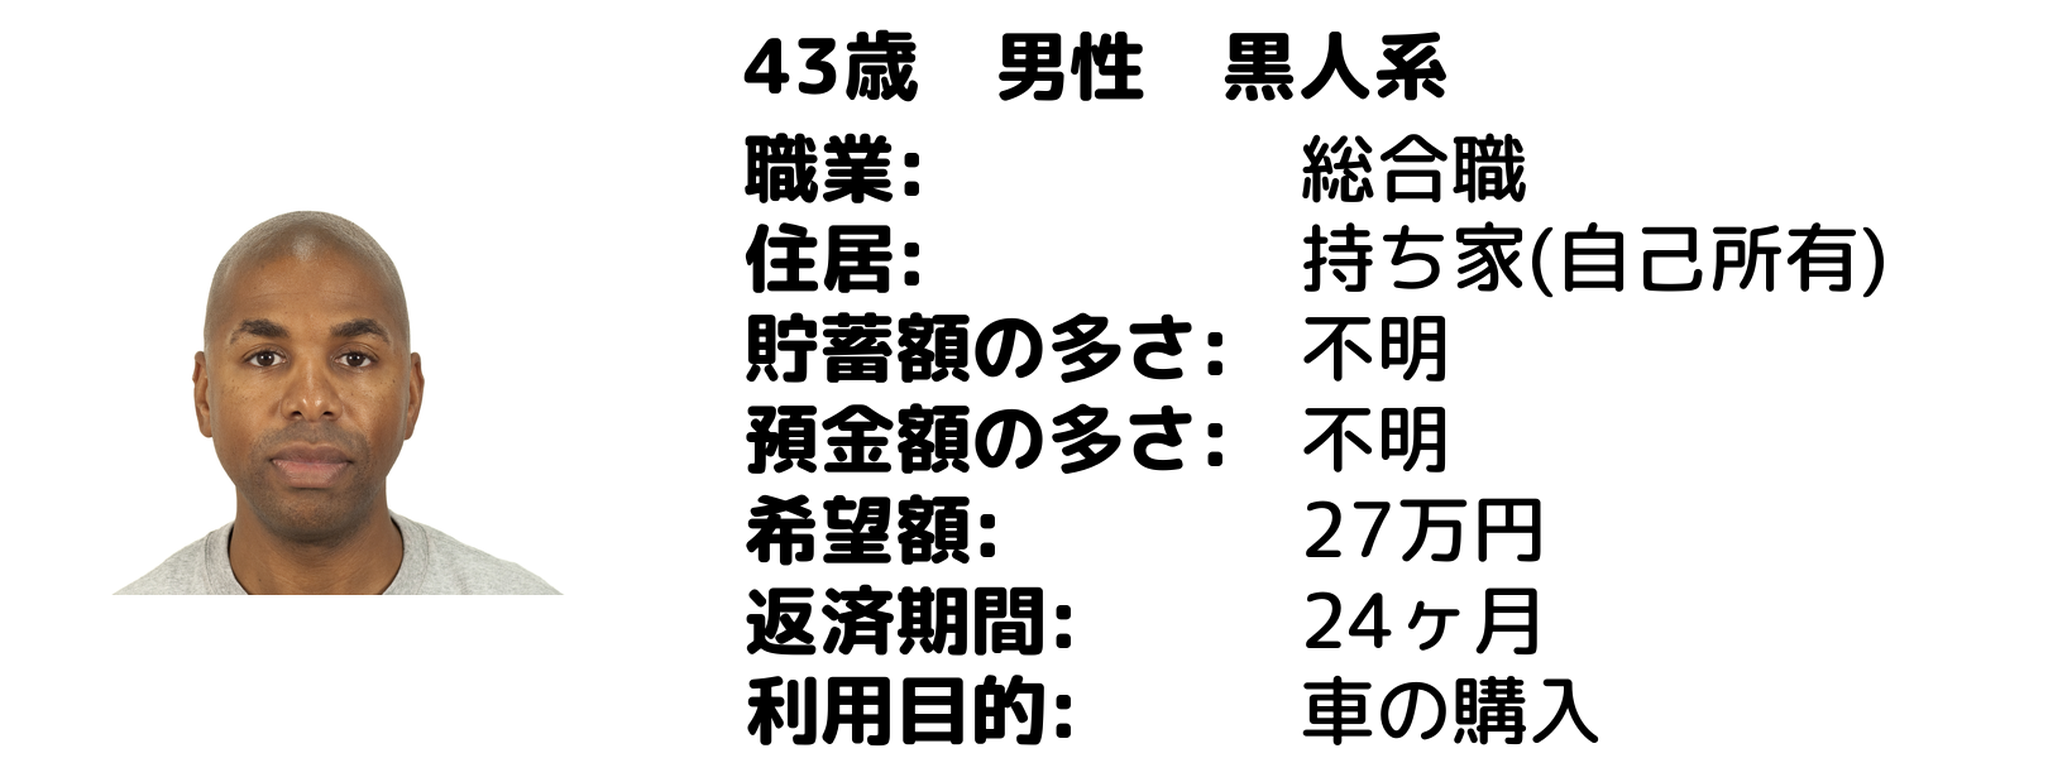 43歳　男性　黒人系
職業: 総合職
住居: 持ち家(自己所有)
貯蓄額の多さ: 不明
預金額の多さ: 不明
希望額: 27万円
返済期間: 24ヶ月
利用目的: 車の購入